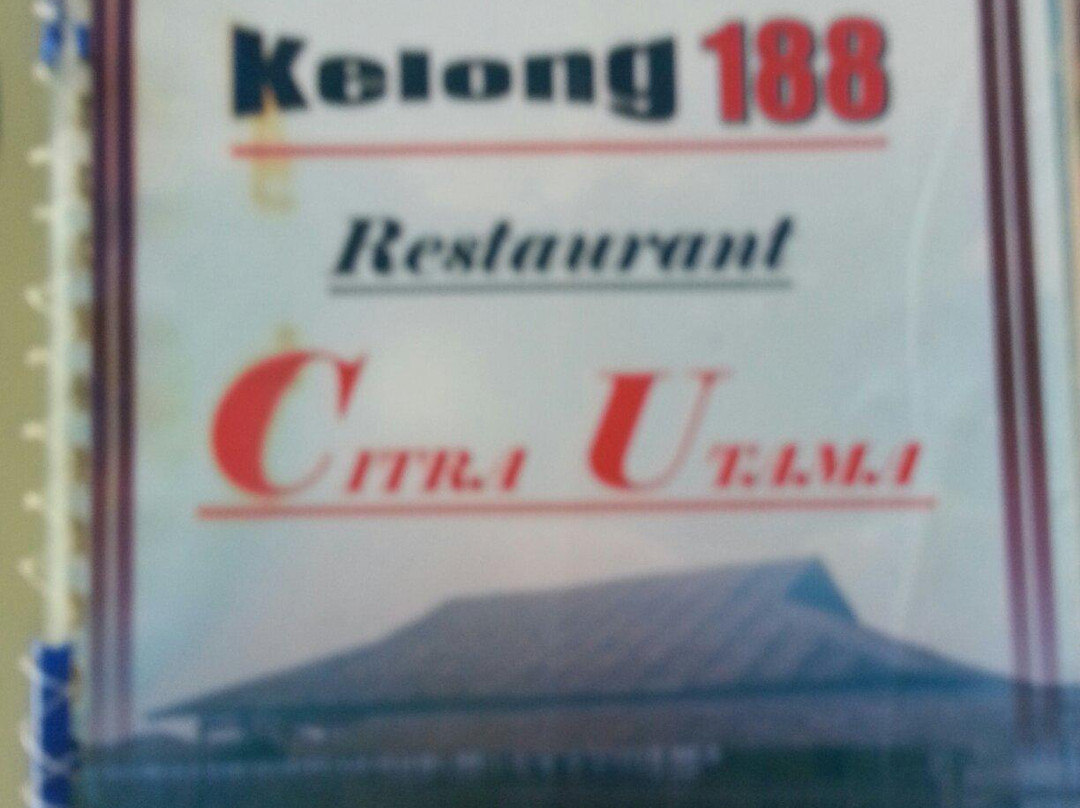 Kelong 188
Restaurant
CITRA UTAMA